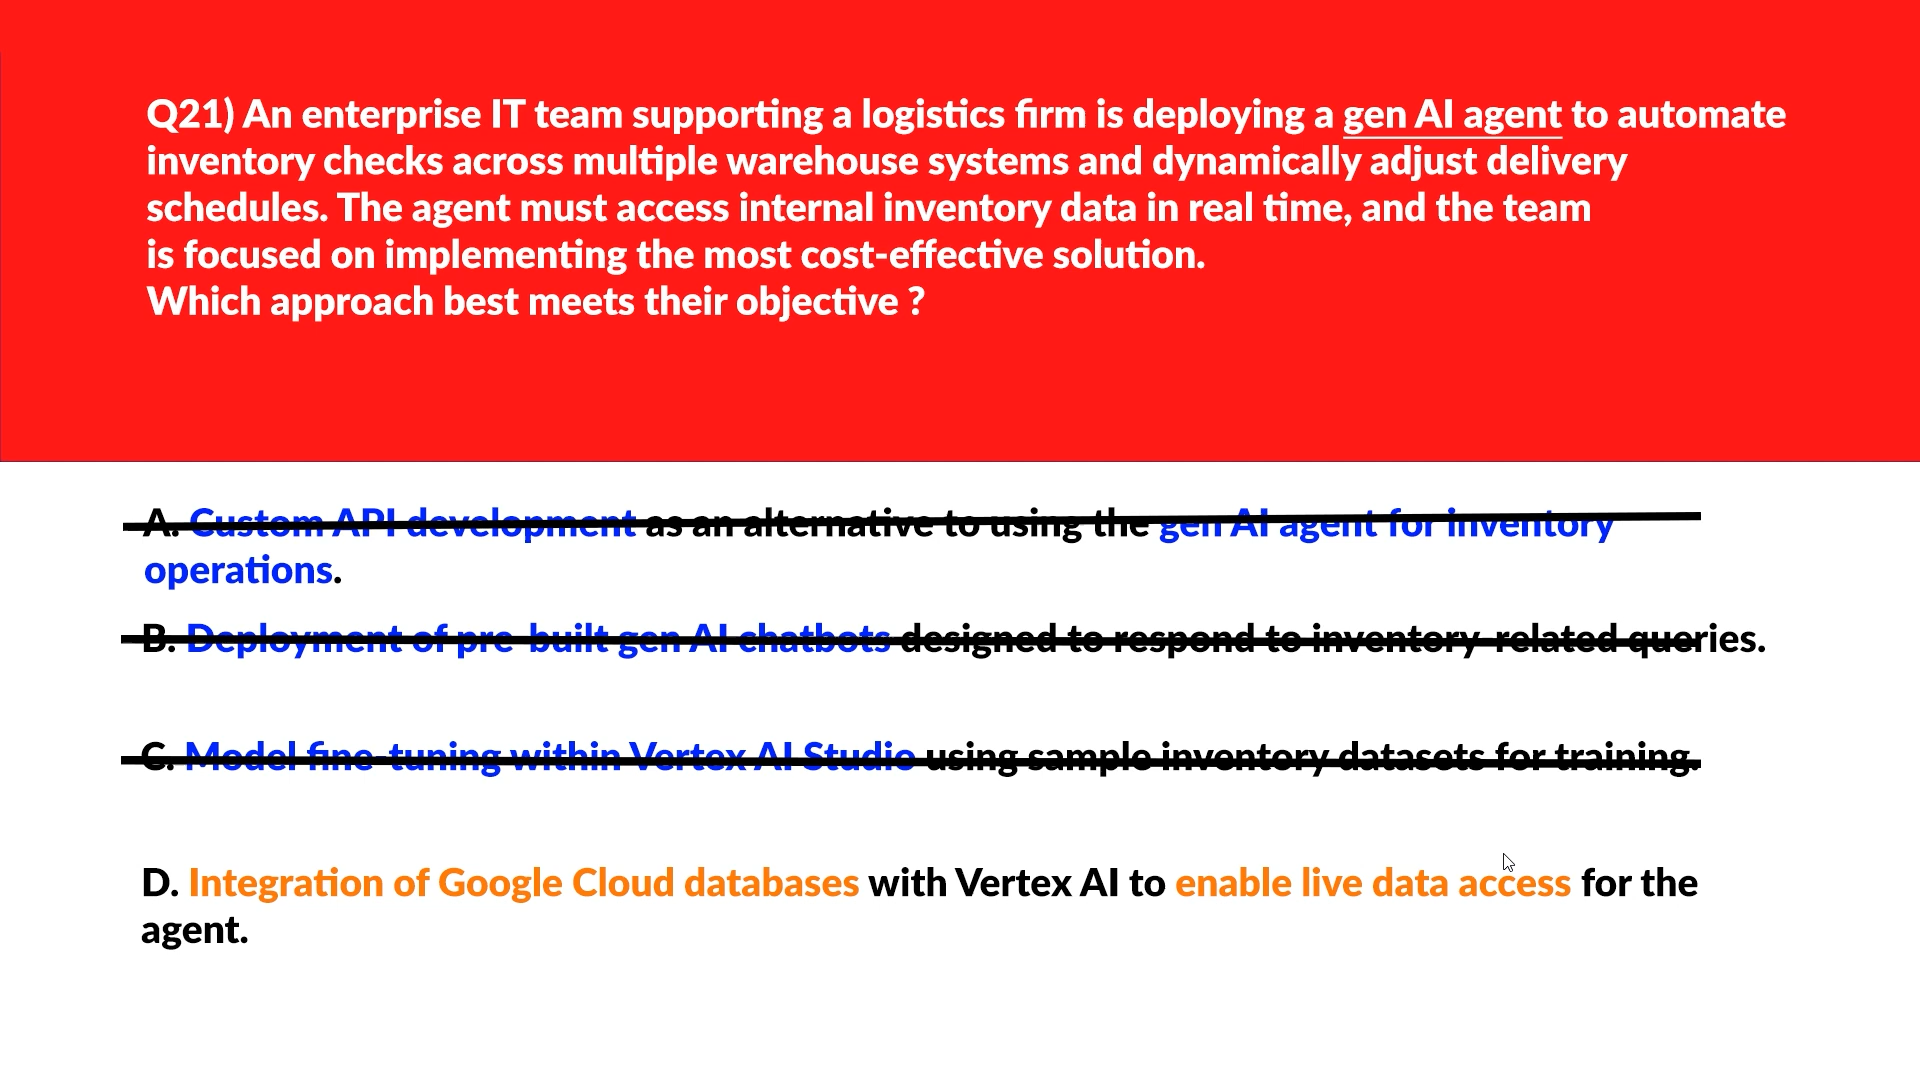 Q21) An enterprise IT team supporting a logistics firm is deploying a gen AI agent to automate
inventory checks across multiple warehouse systems and dynamically adjust delivery
schedules. The agent must access internal inventory data in real time, and the team
is focused on implementing the most cost-effective solution.
Which approach best meets their objective ?
A. Custom API development as an alternative to using the gen AI agent for inventory
operations.
B. Deployment of pre-built gen AI chatbots designed to respond to inventory-related queries.
C. Model fine-tuning within Vertex AI Studio using sample inventory datasets for training.
D. Integration of Google Cloud databases with Vertex AI to enable live data access for the
agent.